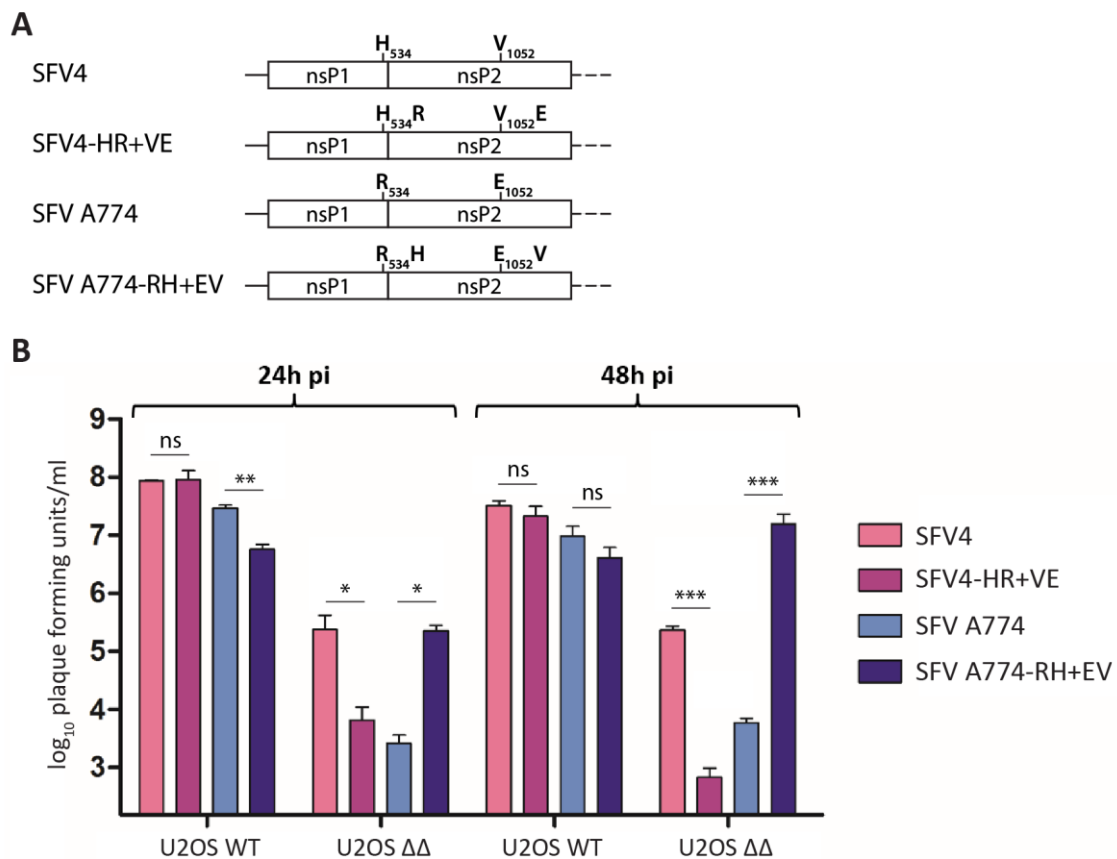 A
SFV4
H534
V1052
nsP1
nsP2
SFV4-HR+VE
H534R
V1052E
nsP1
nsP2
SFV A774
R534
E1052
nsP1
nsP2
SFV A774-RH+EV
R534H
E1052V
nsP1
nsP2
B
24h pi
48h pi
log10 plaque forming units/ml
9
8
7
6
5
4
3
ns
**
*
*
ns
ns
***
***
U2OS WT
U2OS ΔΔ
U2OS WT
U2OS ΔΔ
SFV4
SFV4-HR+VE
SFV A774
SFV A774-RH+EV